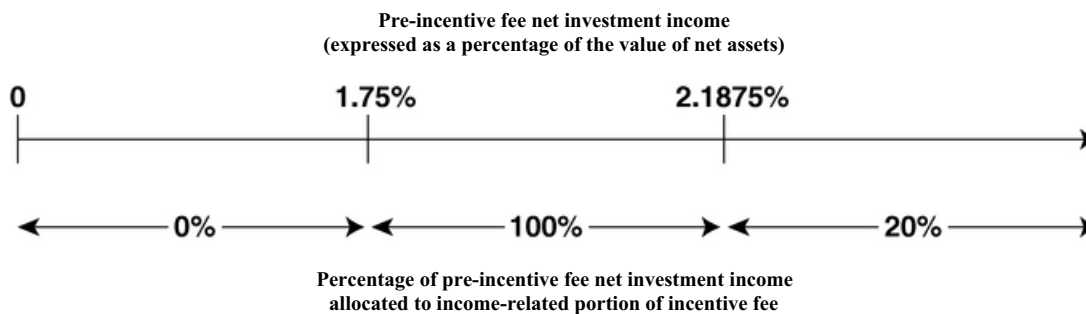 Pre-incentive fee net investment income
(expressed as a percentage of the value of net assets)
0 1.75% 2.1875%
0% 100% 20%
Percentage of pre-incentive fee net investment income
allocated to income-related portion of incentive fee